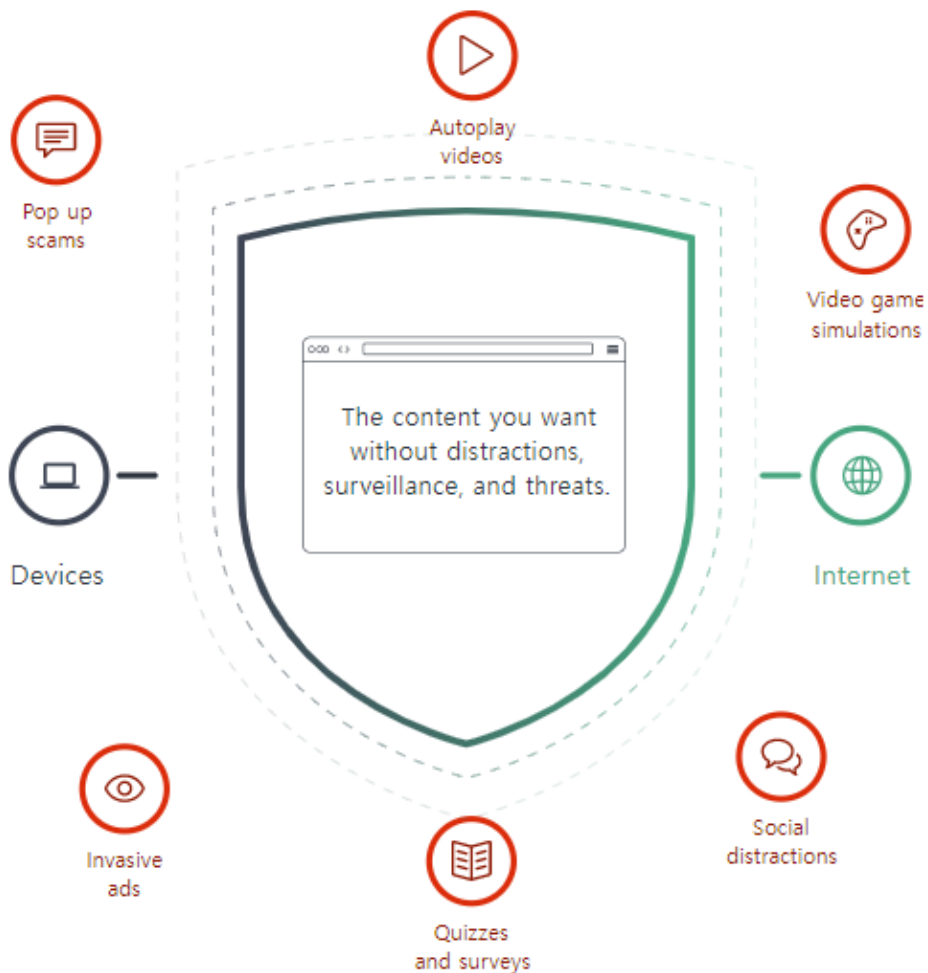 Autoplay
videos
Pop up
scams
Video game
simulations
The content you want
without distractions,
surveillance, and threats.
Devices
Internet
Social
distractions
Invasive
ads
Quizzes
and surveys